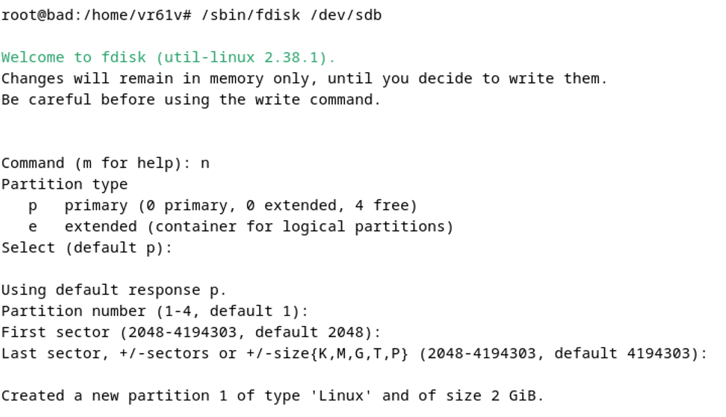 root@bad:/home/vr61v# /sbin/fdisk /dev/sdb
Welcome to fdisk (util-linux 2.38.1).
Changes will remain in memory only, until you decide to write them.
Be careful before using the write command.
Command (m for help): n
Partition type
   p   primary (0 primary, 0 extended, 4 free)
   e   extended (container for logical partitions)
Select (default p):
Using default response p.
Partition number (1-4, default 1):
First sector (2048-4194303, default 2048):
Last sector, +/-sectors or +/-size{K,M,G,T,P} (2048-4194303, default 4194303):
Created a new partition 1 of type 'Linux' and of size 2 GiB.